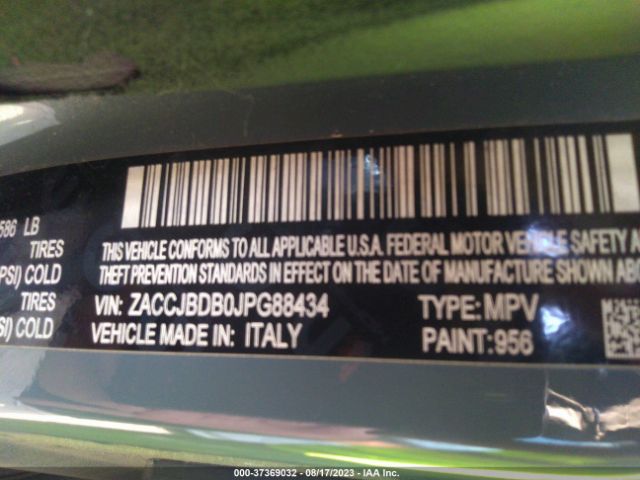 586 LB
TIRES
PSI) COLD
TIRES
SI) COLD
THIS VEHICLE CONFORMS TO ALL APPLICABLE U.S.A. FEDERAL MOTOR VEHICLE SAFETY
THEFT PREVENTION STANDARDS IN EFFECT ON THE DATE OF MANUFACTURE SHOWN ABO
VIN: ZACCJBDB0JPG88434 TYPE: MPV
VEHICLE MADE IN: ITALY PAINT: 956
000-37369032 - 08/17/2023 - IAA Inc.